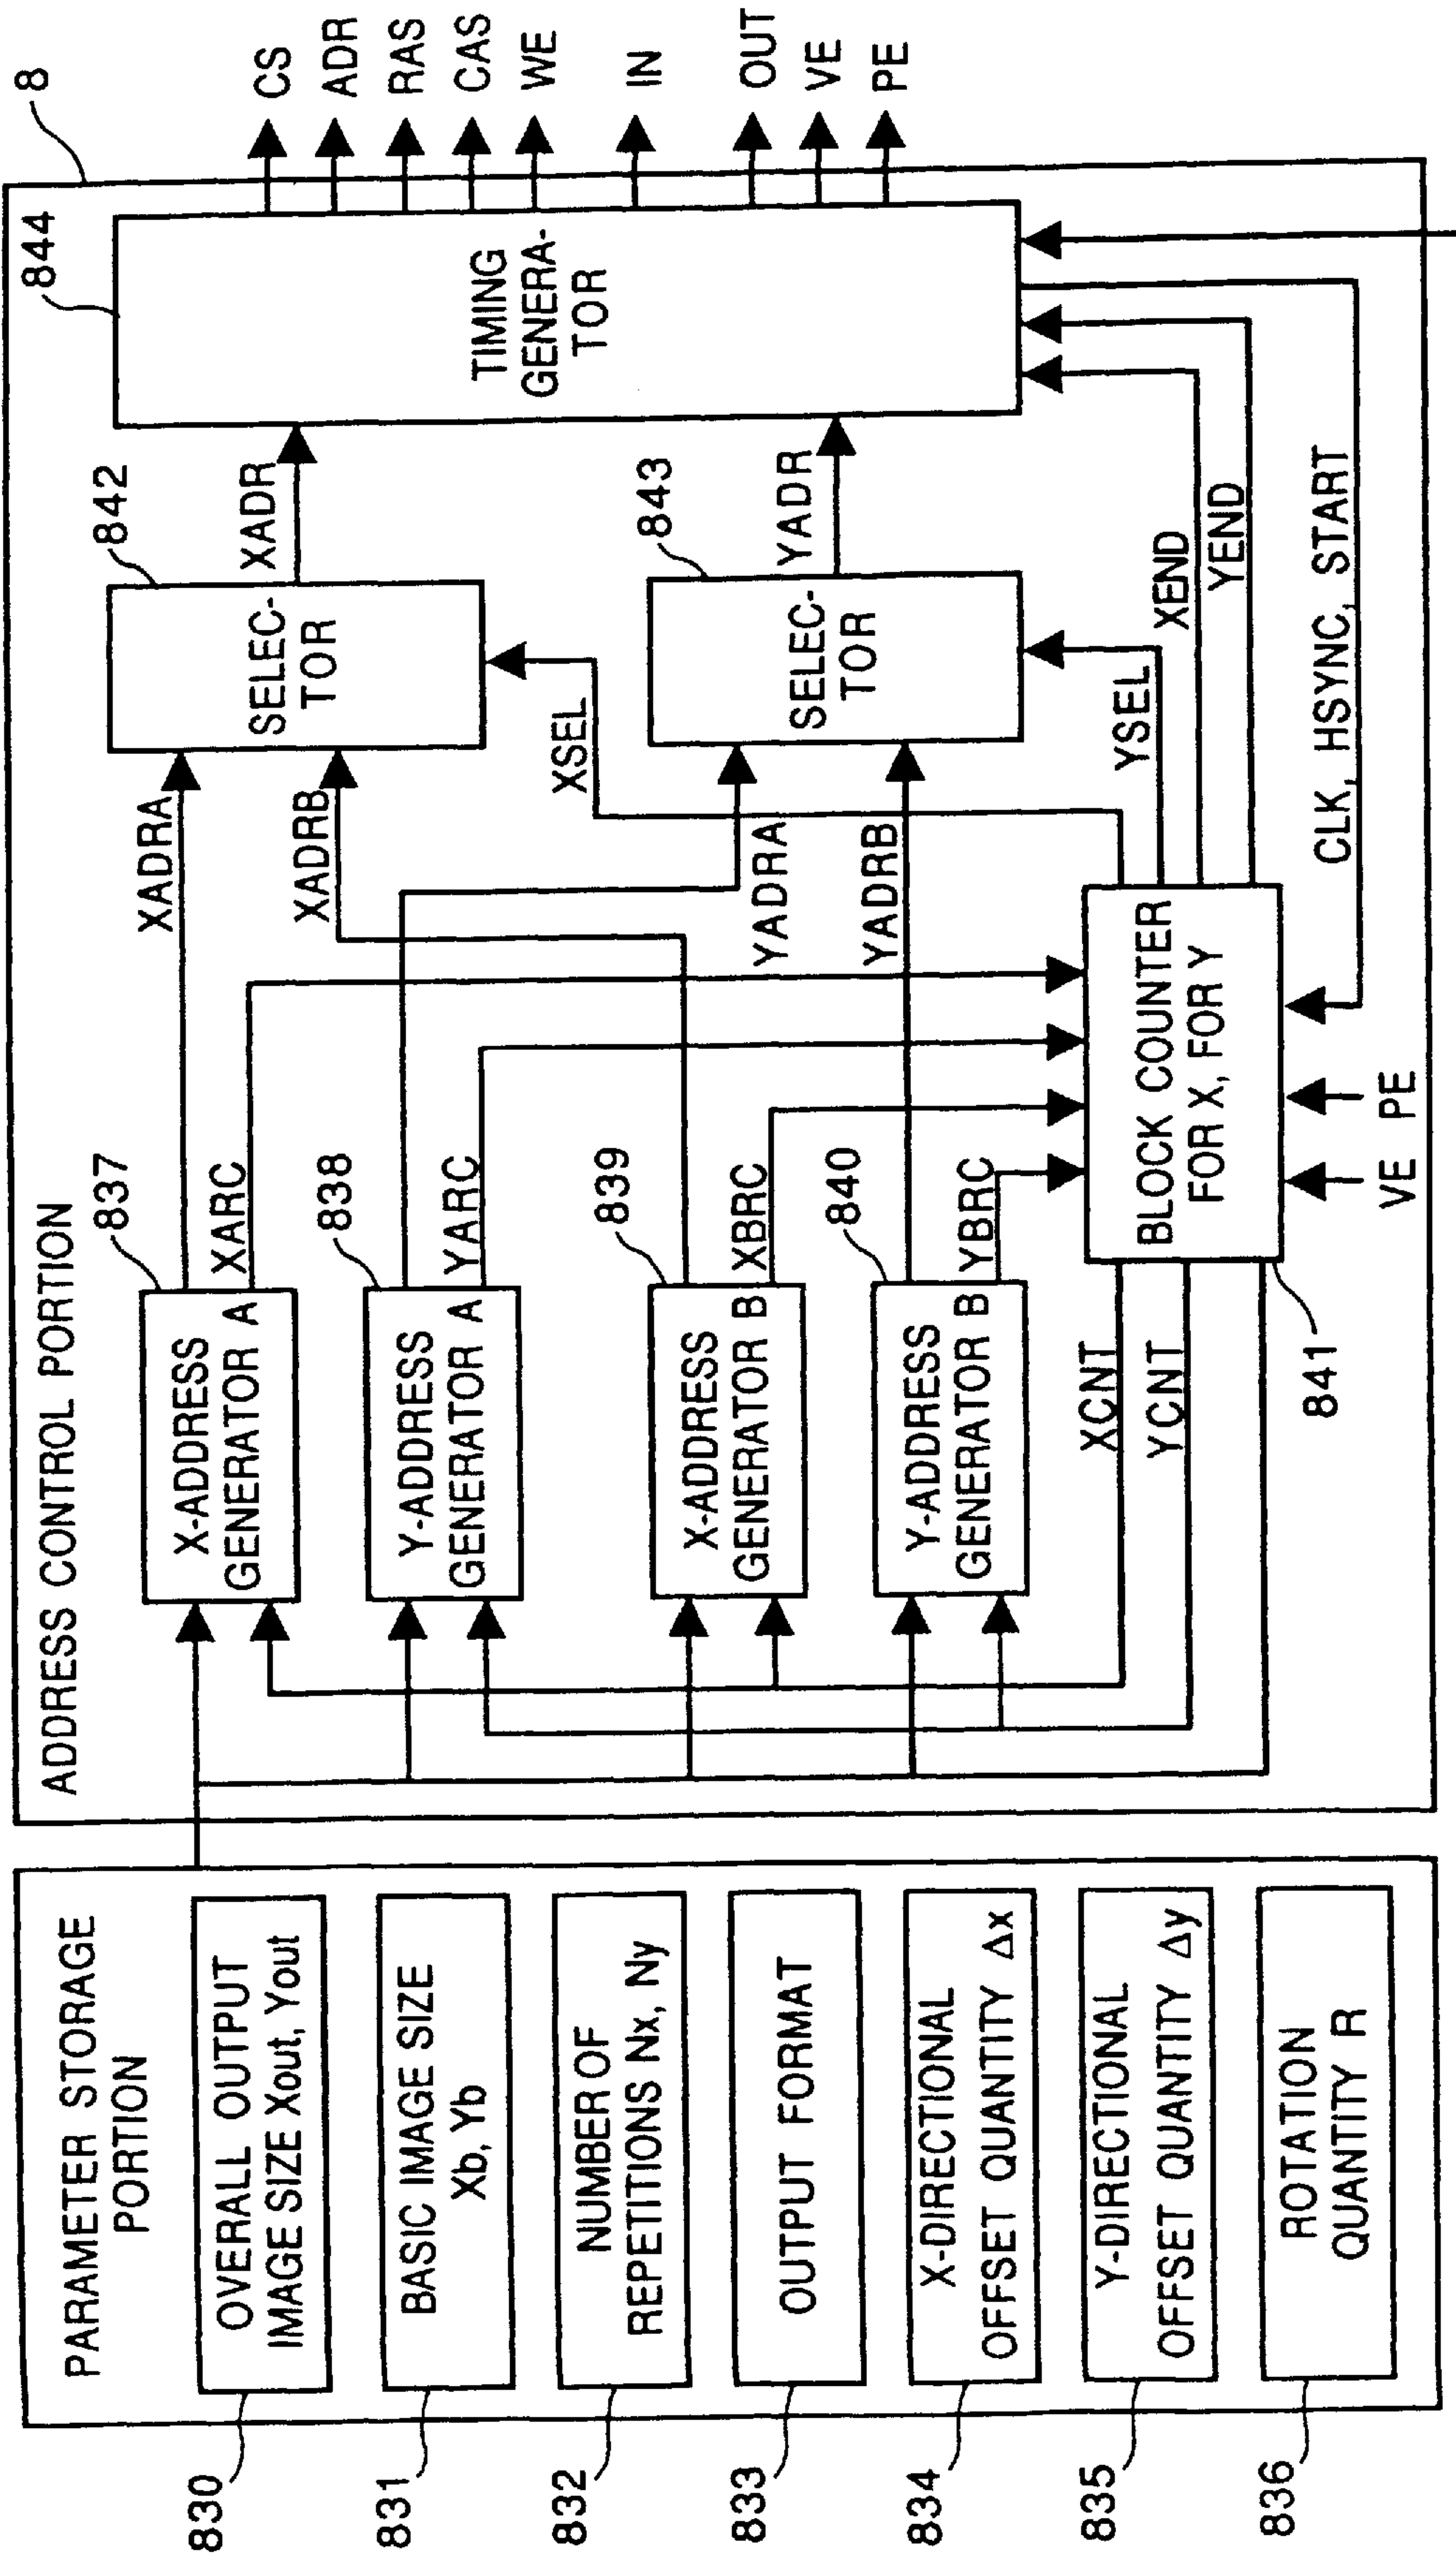 PARAMETER STORAGE
PORTION
830
OVERALL OUTPUT
IMAGE SIZE Xout, Yout
831
BASIC IMAGE SIZE
Xb, Yb
832
NUMBER OF
REPETITIONS Nx, Ny
833
OUTPUT FORMAT
834
X-DIRECTIONAL
OFFSET QUANTITY Δx
835
Y-DIRECTIONAL
OFFSET QUANTITY Δy
836
ROTATION
QUANTITY R
ADDRESS CONTROL PORTION
8
837
X-ADDRESS
GENERATOR A
XARC
838
Y-ADDRESS
GENERATOR A
YARC
839
X-ADDRESS
GENERATOR B
XBRC
840
Y-ADDRESS
GENERATOR B
YBRC
XCNT
YCNT
841
BLOCK COUNTER
FOR X, FOR Y
VE
PE
XADRA
XADRB
YADRA
YADRB
XSEL
YSEL
XEND
YEND
CLK, HSYNC, START
842
SELEC-
TOR
XADR
843
SELEC-
TOR
YADR
844
TIMING
GENERA-
TOR
CS
ADR
RAS
CAS
WE
IN
OUT
VE
PE